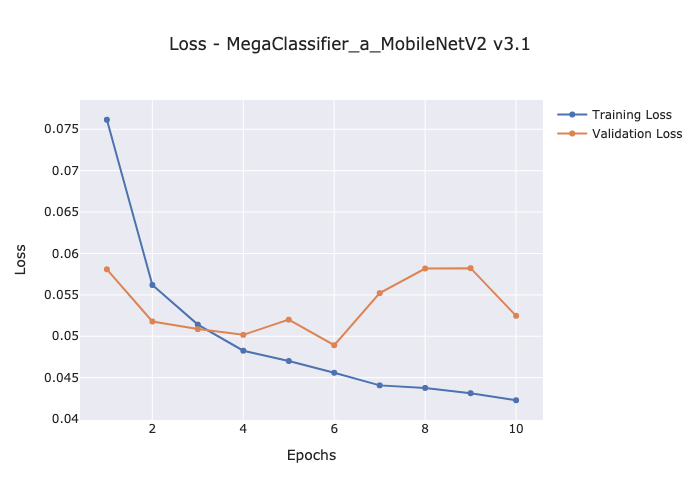 Loss - MegaClassifier_a_MobileNetV2 v3.1
Training Loss
Validation Loss
0.075
0.07
0.065
0.06
0.055
0.05
0.045
0.04
Loss
2
4
6
8
10
Epochs